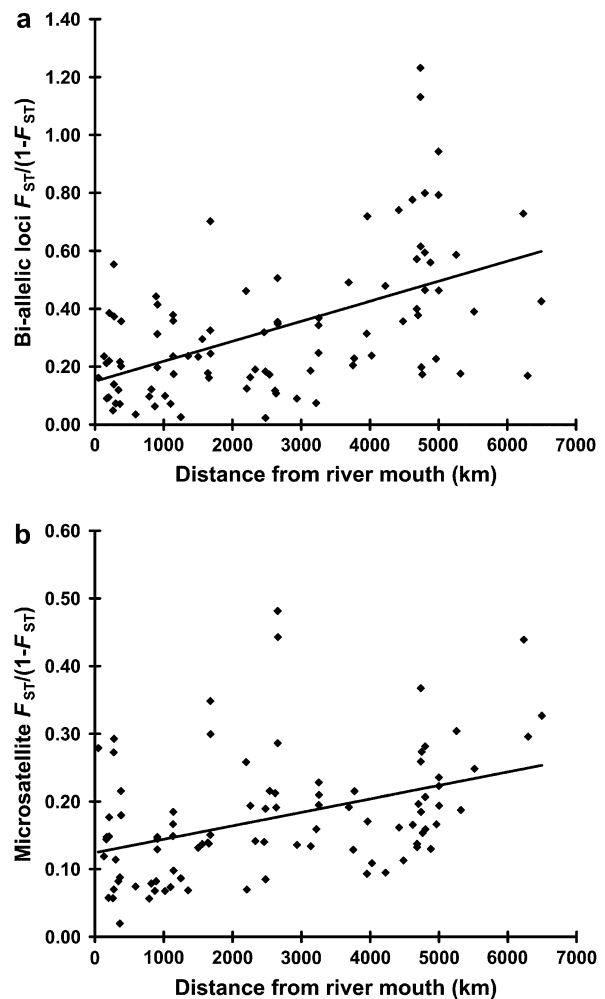 a
Bi-allelic loci FST/(1-FST)
1.40
1.20
1.00
0.80
0.60
0.40
0.20
0.00
0 1000 2000 3000 4000 5000 6000 7000
Distance from river mouth (km)
b
Microsatellite FST/(1-FST)
0.60
0.50
0.40
0.30
0.20
0.10
0.00
0 1000 2000 3000 4000 5000 6000 7000
Distance from river mouth (km)